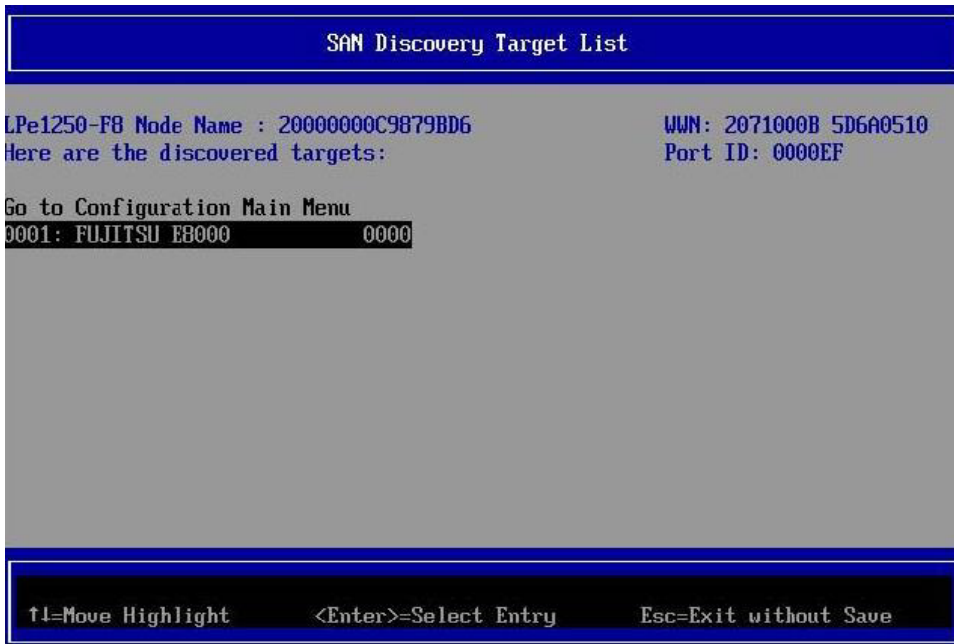 SAN Discovery Target List
LPe1250-F8 Node Name : 20000000C9879BD6 WWN: 2071000B 5D6A0510
Here are the discovered targets: Port ID: 0000EF
Go to Configuration Main Menu
0001: FUJITSU E8000 0000
↑↓=Move Highlight <Enter>=Select Entry Esc=Exit without Save